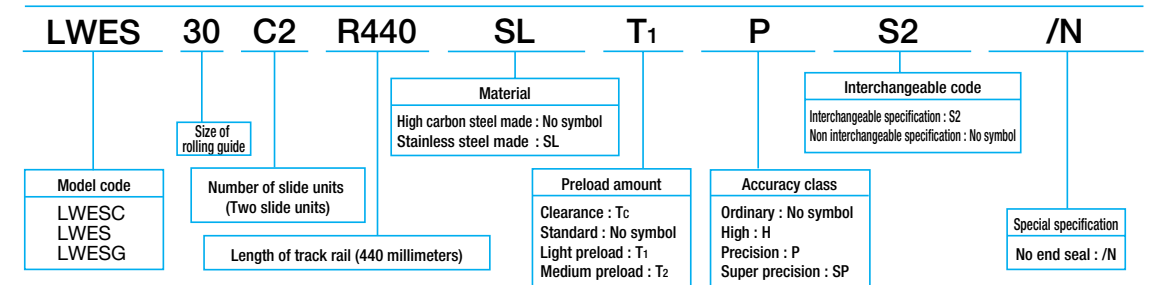 LWES 30 C2 R440 SL T1 P S2 /N
Material
High carbon steel made : No symbol
Stainless steel made : SL
Interchangeable code
Interchangeable specification : S2
Non interchangeable specification : No symbol
Size of
rolling guide
Model code
LWESC
LWES
LWESG
Number of slide units
(Two slide units)
Length of track rail (440 millimeters)
Preload amount
Clearance : Tc
Standard : No symbol
Light preload : T1
Medium preload : T2
Accuracy class
Ordinary : No symbol
High : H
Precision : P
Super precision : SP
Special specification
No end seal : /N